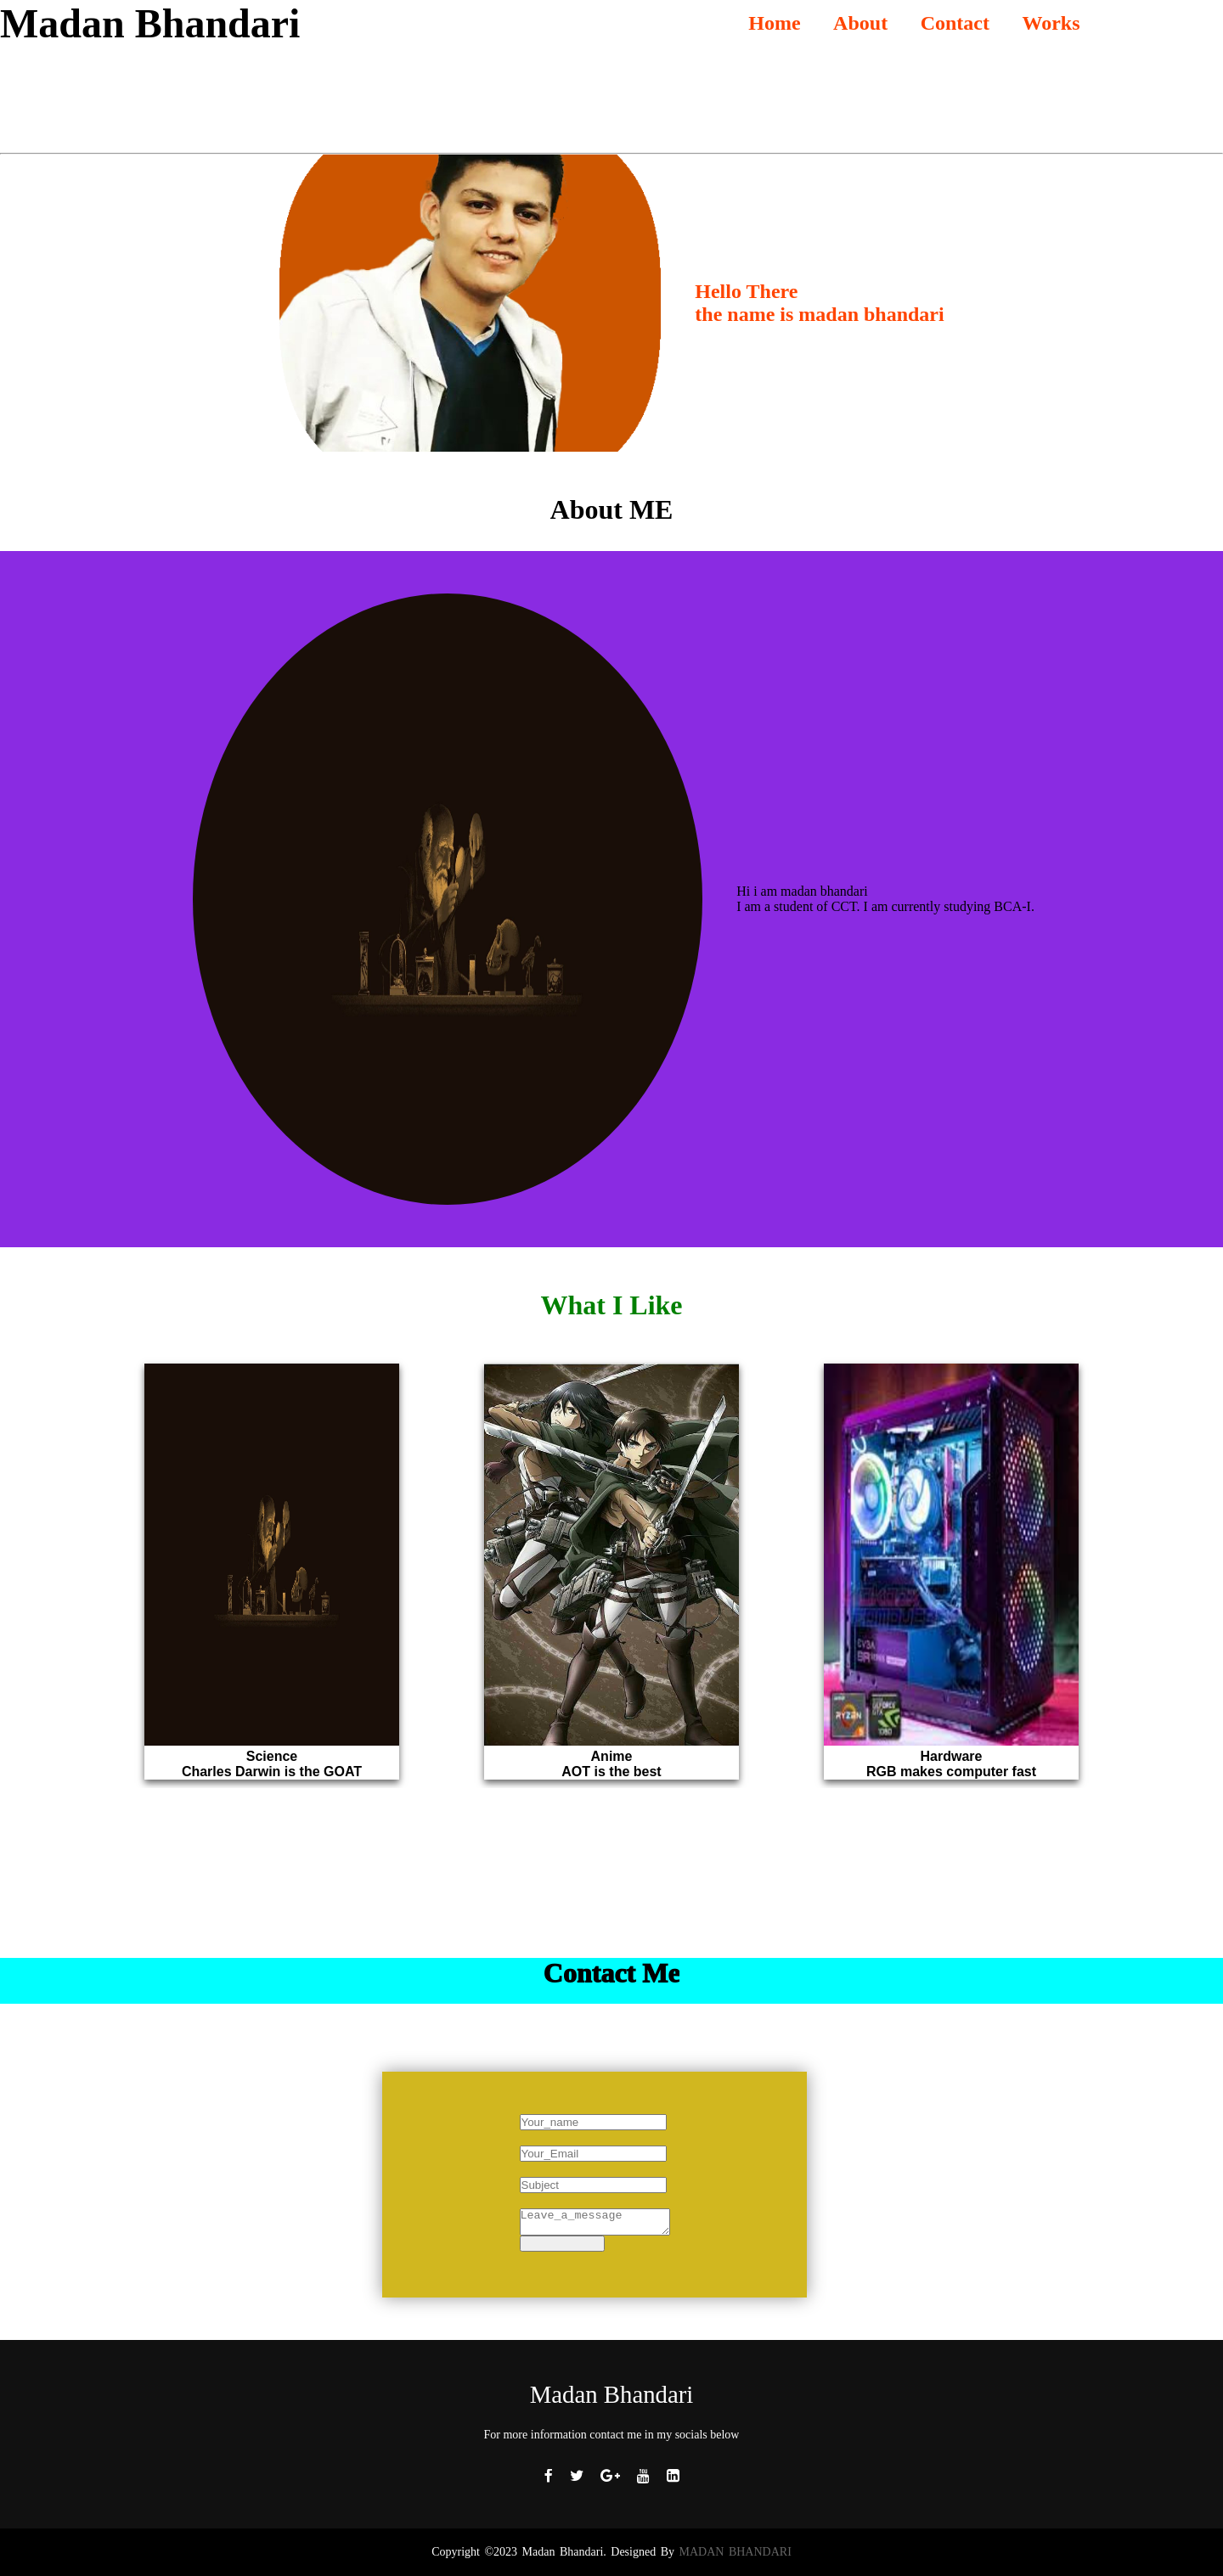 Madan Bhandari
Home About Contact Works
Hello There
the name is madan bhandari
About ME
Hi i am madan bhandari
I am a student of CCT. I am currently studying BCA-I.
What I Like
EVGA
RYZEN
Science
Charles Darwin is the GOAT
Anime
AOT is the best
Hardware
RGB makes computer fast
Contact Me
Your_name
Your_Email
Subject
Leave_a_message
Madan Bhandari
For more information contact me in my socials below
Copyright ©2023 Madan Bhandari. Designed By MADAN BHANDARI